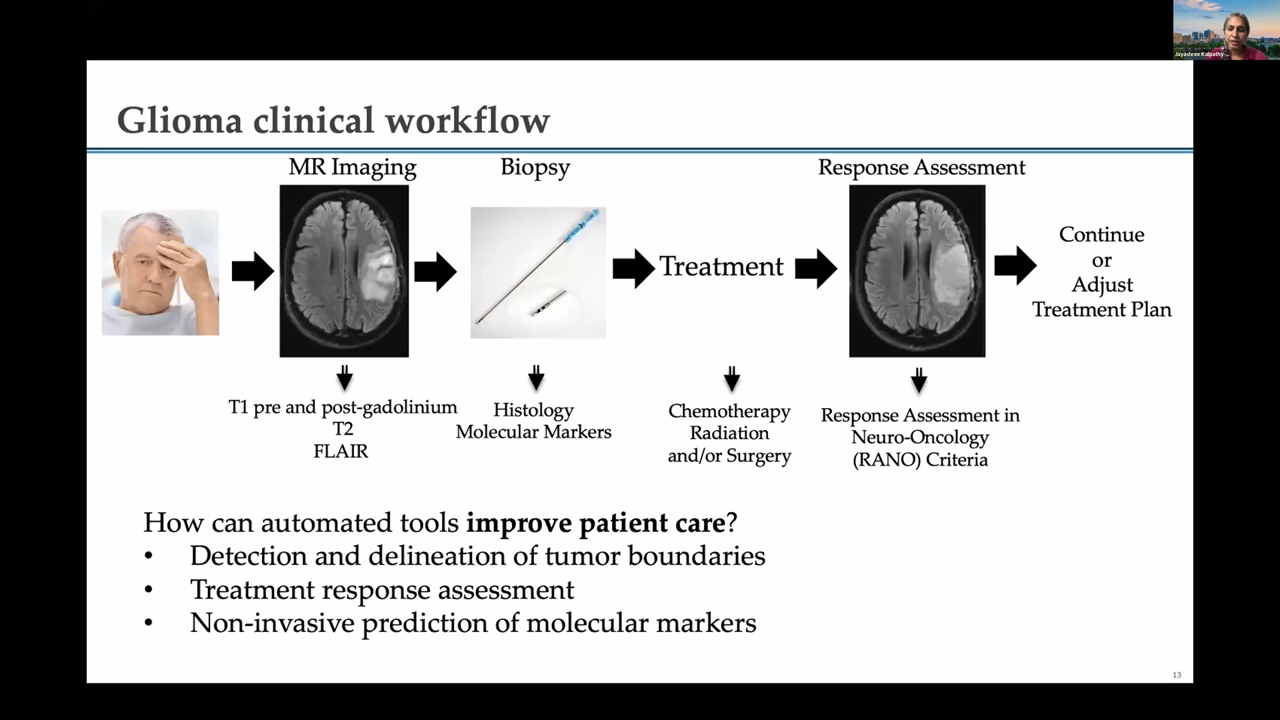 Jayashree Kalpathy-...
Glioma clinical workflow
MR Imaging
Biopsy
Response Assessment
Treatment
Continue
or
Adjust
Treatment Plan
T1 pre and post-gadolinium
T2
FLAIR
Histology
Molecular Markers
Chemotherapy
Radiation
and/or Surgery
Response Assessment in
Neuro-Oncology
(RANO) Criteria
How can automated tools improve patient care?
• Detection and delineation of tumor boundaries
• Treatment response assessment
• Non-invasive prediction of molecular markers
13